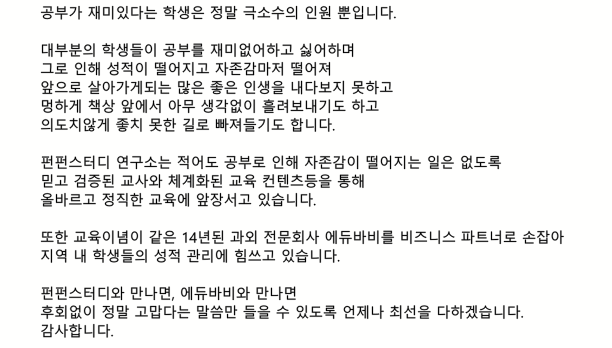 공부가 재미있다는 학생은 정말 극소수의 인원 뿐입니다.
대부분의 학생들이 공부를 재미없어하고 싫어하며
그로 인해 성적이 떨어지고 자존감마저 떨어져
앞으로 살아가게되는 많은 좋은 인생을 내다보지 못하고
멍하게 책상 앞에서 아무 생각없이 흘려보내기도 하고
의도치않게 좋치 못한 길로 빠져들기도 합니다.
펀펀스터디 연구소는 적어도 공부로 인해 자존감이 떨어지는 일은 없도록
믿고 검증된 교사와 체계화된 교육 컨텐츠등을 통해
올바르고 정직한 교육에 앞장서고 있습니다.
또한 교육이념이 같은 14년된 과외 전문회사 에듀바비를 비즈니스 파트너로 손잡아
지역 내 학생들의 성적 관리에 힘쓰고 있습니다.
펀펀스터디와 만나면, 에듀바비와 만나면
후회없이 정말 고맙다는 말씀만 들을 수 있도록 언제나 최선을 다하겠습니다.
감사합니다.